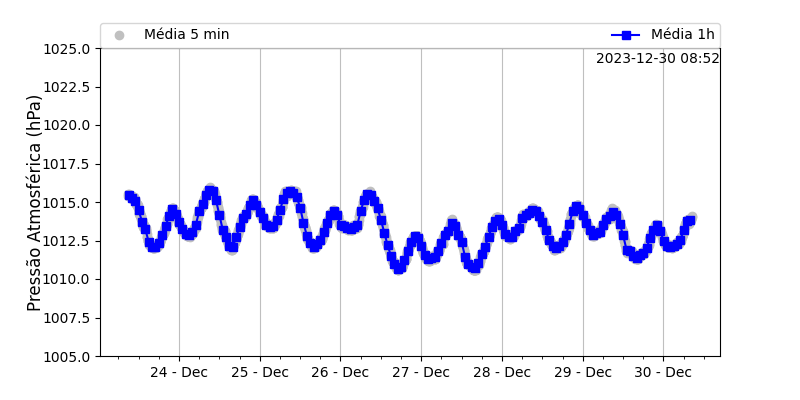 Média 5 min
Média 1h
2023-12-30 08:52
Pressão Atmosférica (hPa)
1025.0
1022.5
1020.0
1017.5
1015.0
1012.5
1010.0
1007.5
1005.0
24 - Dec
25 - Dec
26 - Dec
27 - Dec
28 - Dec
29 - Dec
30 - Dec